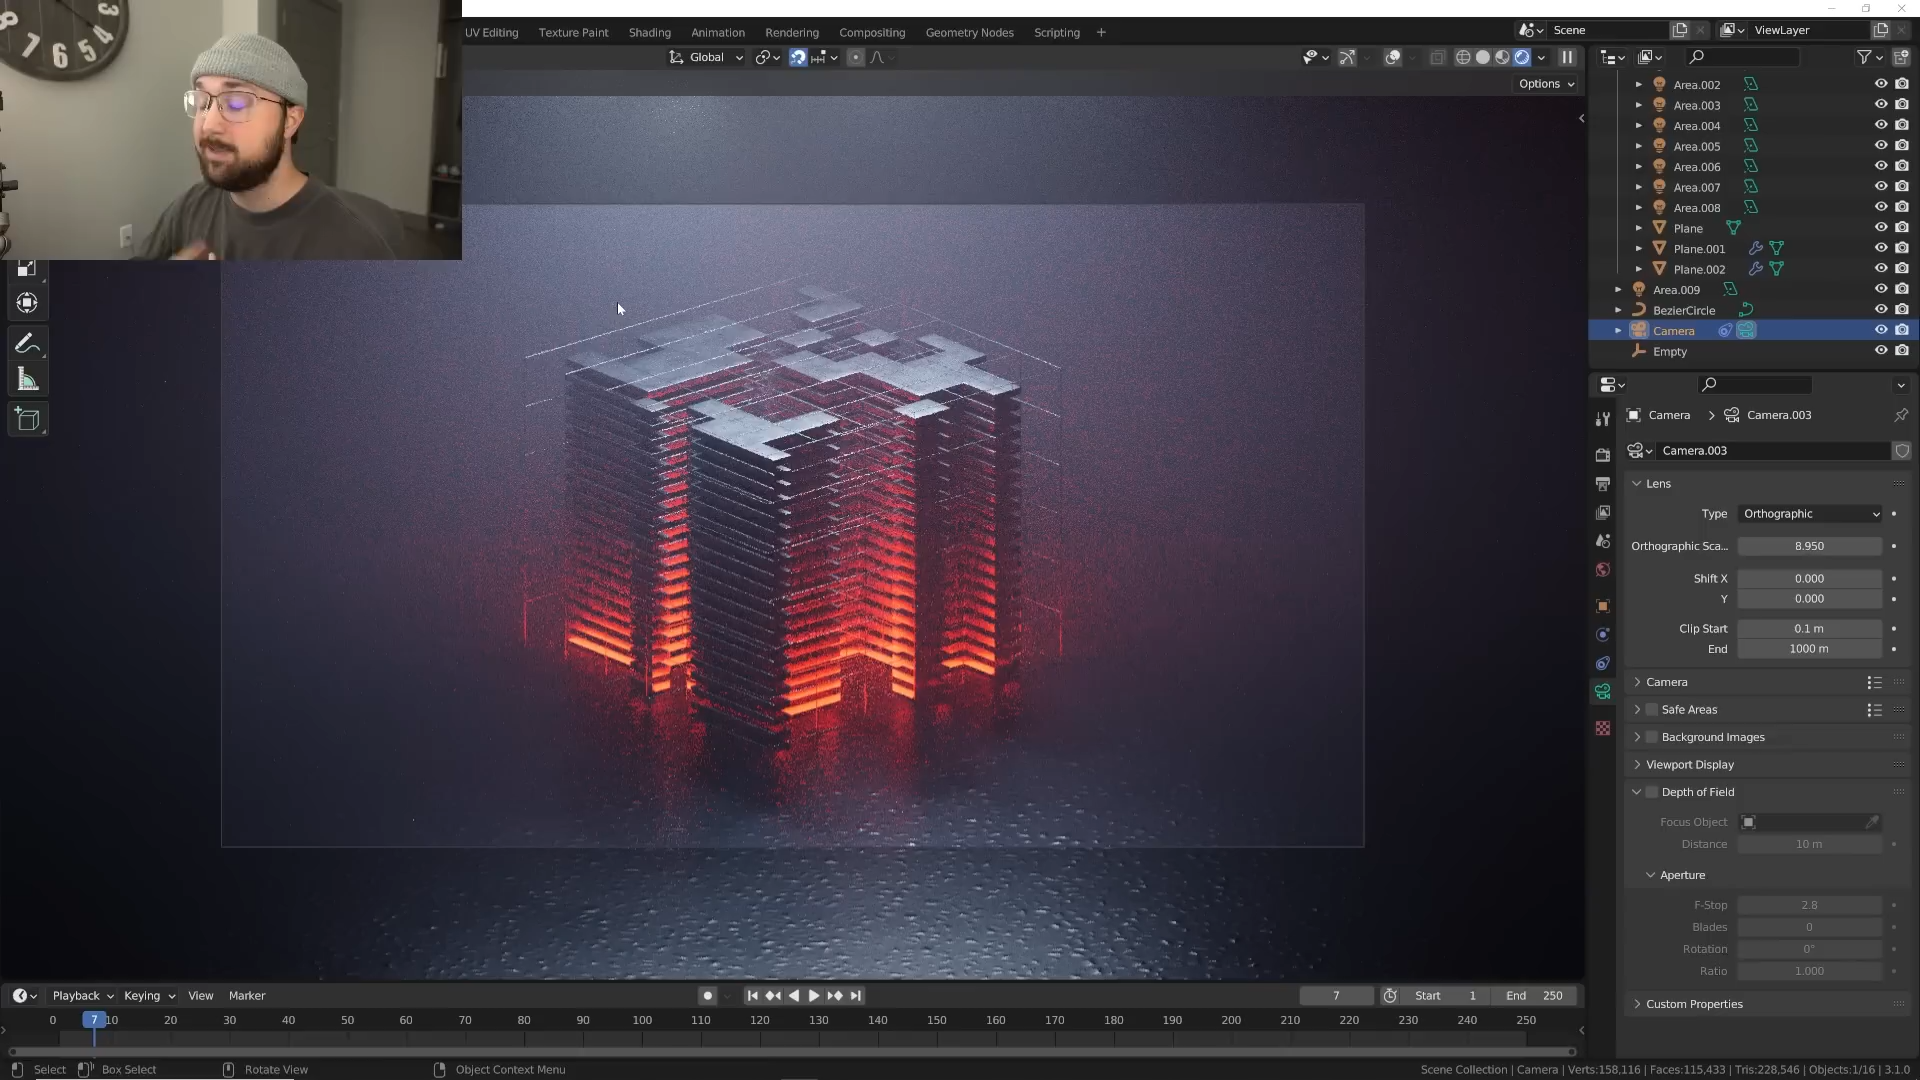 UV Editing Texture Paint Shading Animation Rendering Compositing Geometry Nodes Scripting +
Scene
ViewLayer
Global
Options
Area.002
Area.003
Area.004
Area.005
Area.006
Area.007
Area.008
Plane
Plane.001
Plane.002
Area.009
BezierCircle
Camera
Empty
Camera > Camera.003
Camera.003
Lens
Type Orthographic
Orthographic Sca... 8.950
Shift X 0.000
Y 0.000
Clip Start 0.1 m
End 1000 m
Camera
Safe Areas
Background Images
Viewport Display
Depth of Field
Focus Object
Distance 10 m
Aperture
F-Stop 2.8
Blades 0
Rotation 0°
Ratio 1.000
Custom Properties
Playback Keying View Marker
7 Start 1 End 250
0 7 10 20 30 40 50 60 70 80 90 100 110 120 130 140 150 160 170 180 190 200 210 220 230 240 250
Select Box Select Rotate View Object Context Menu
Scene Collection | Camera | Verts:158,116 | Faces:115,433 | Tris:228,546 | Objects:1/16 | 3.1.0
8 7 6 5 4 3